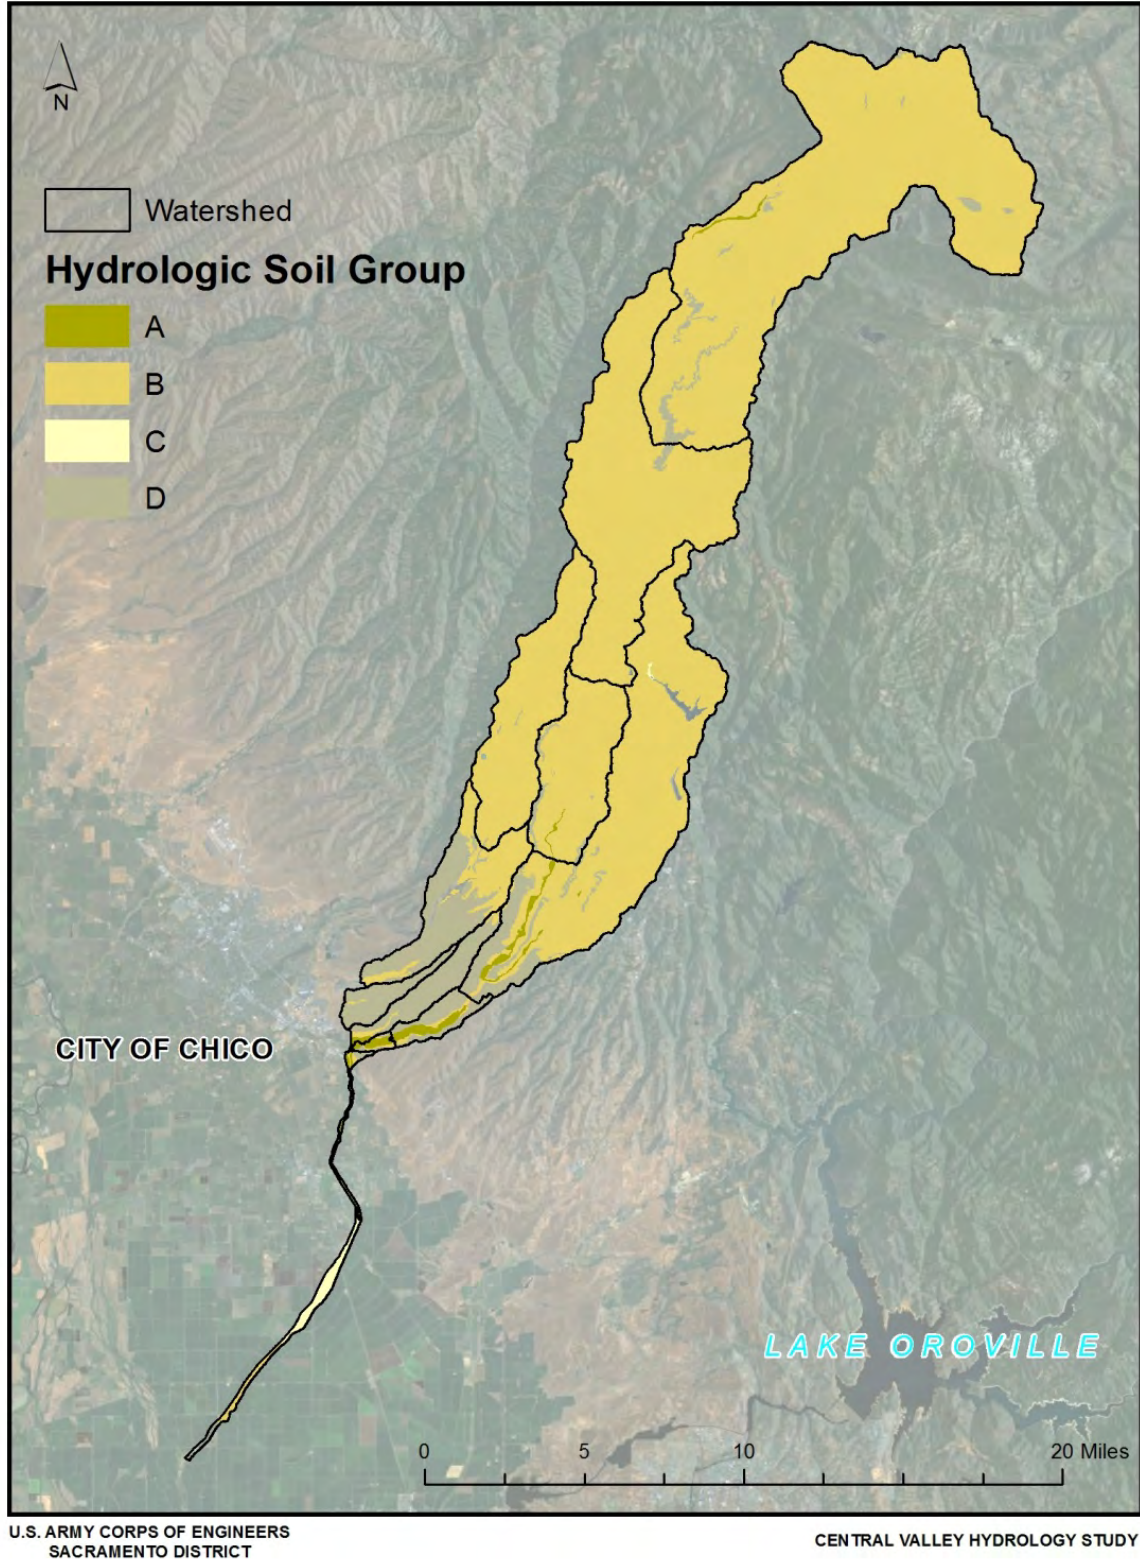 N
Watershed
Hydrologic Soil Group
A
B
C
D
CITY OF CHICO
LAKE OROVILLE
0 5 10 20 Miles
U.S. ARMY CORPS OF ENGINEERS
SACRAMENTO DISTRICT
CENTRAL VALLEY HYDROLOGY STUDY